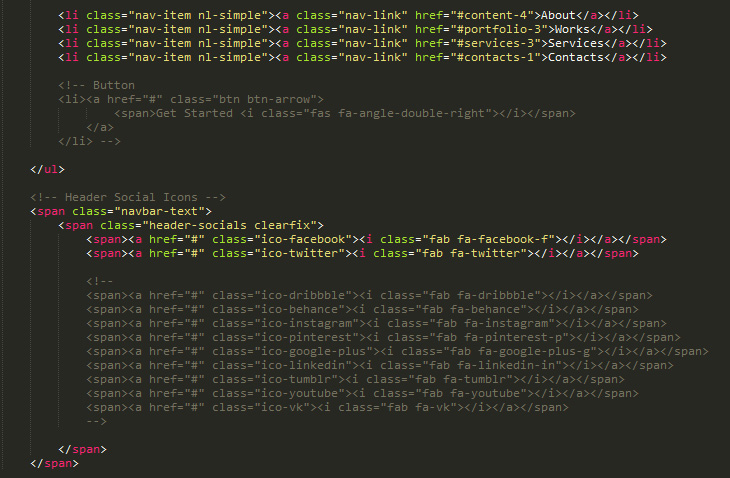 <li class="nav-item nl-simple"><a class="nav-link" href="#content-4">About</a></li>
<li class="nav-item nl-simple"><a class="nav-link" href="#portfolio-3">Works</a></li>
<li class="nav-item nl-simple"><a class="nav-link" href="#services-3">Services</a></li>
<li class="nav-item nl-simple"><a class="nav-link" href="#contacts-1">Contacts</a></li>
<!-- Button
<li><a href="#" class="btn btn-arrow">
<span>Get Started <i class="fas fa-angle-double-right"></i></span>
</a>
</li> -->
</ul>
<!-- Header Social Icons -->
<span class="navbar-text">
<span class="header-socials clearfix">
<span><a href="#" class="ico-facebook"><i class="fab fa-facebook-f"></i></a></span>
<span><a href="#" class="ico-twitter"><i class="fab fa-twitter"></i></a></span>
<!--
<span><a href="#" class="ico-dribbble"><i class="fab fa-dribbble"></i></a></span>
<span><a href="#" class="ico-behance"><i class="fab fa-behance"></i></a></span>
<span><a href="#" class="ico-instagram"><i class="fab fa-instagram"></i></a></span>
<span><a href="#" class="ico-pinterest"><i class="fab fa-pinterest-p"></i></a></span>
<span><a href="#" class="ico-google-plus"><i class="fab fa-google-plus-g"></i></a></span>
<span><a href="#" class="ico-linkedin"><i class="fab fa-linkedin-in"></i></a></span>
<span><a href="#" class="ico-tumblr"><i class="fab fa-tumblr"></i></a></span>
<span><a href="#" class="ico-youtube"><i class="fab fa-youtube"></i></a></span>
<span><a href="#" class="ico-vk"><i class="fab fa-vk"></i></a></span>
-->
</span>
</span>